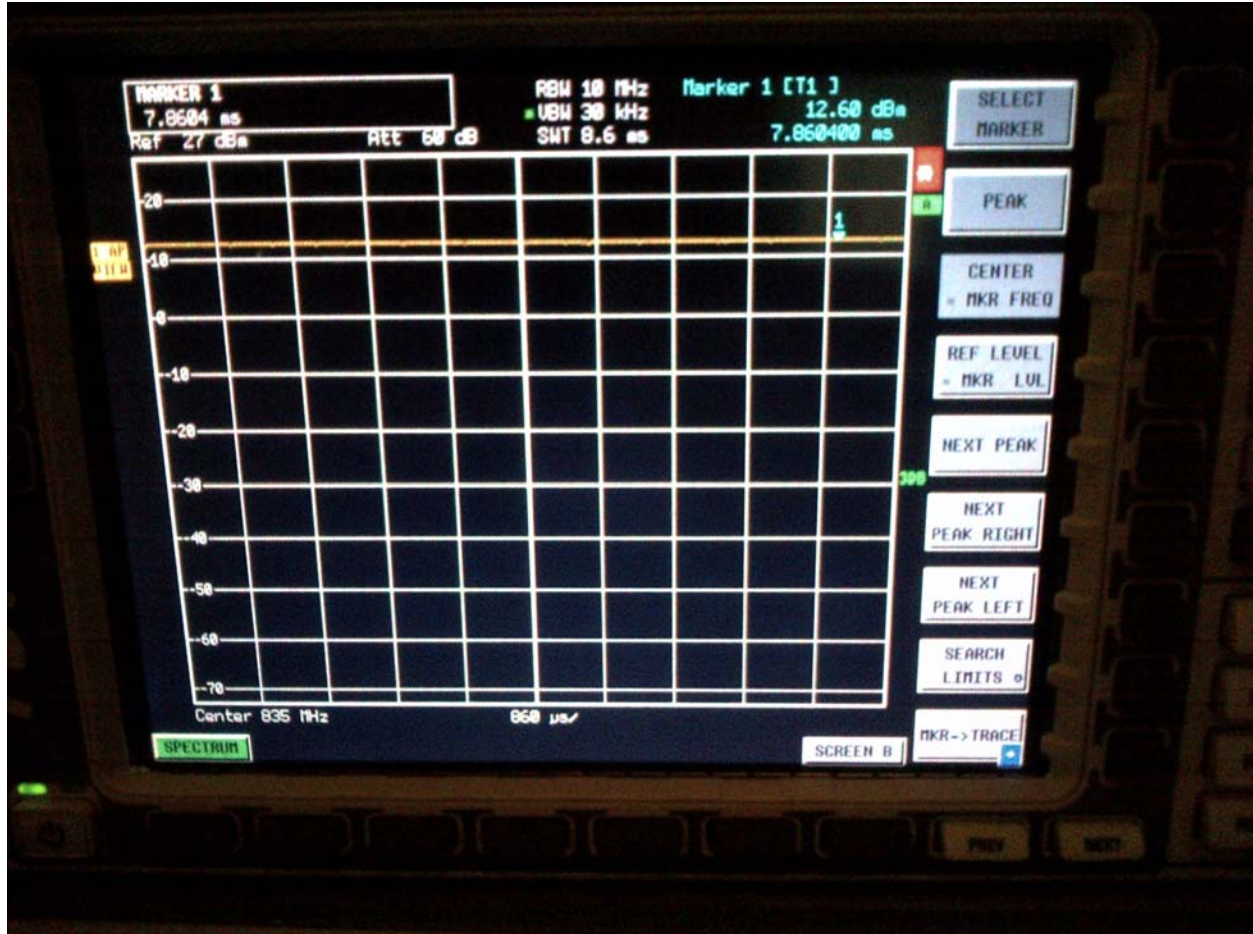 MARKER 1
7.8604 ms
RBW 10 MHz
VBW 30 kHz
SWT 8.6 ms
Marker 1 [T1 ]
12.60 dBm
7.860400 ms
Ref 27 dBm
Att 60 dB
1 AP
VIEW
20
10
0
-10
-20
-30
-40
-50
-60
-70
1
A
3DB
Center 835 MHz
860 µs/
SPECTRUM
SCREEN B
SELECT
MARKER
PEAK
CENTER
= MKR FREQ
REF LEVEL
= MKR LVL
NEXT PEAK
NEXT
PEAK RIGHT
NEXT
PEAK LEFT
SEARCH
LIMITS
MKR->TRACE
PREV
NEXT